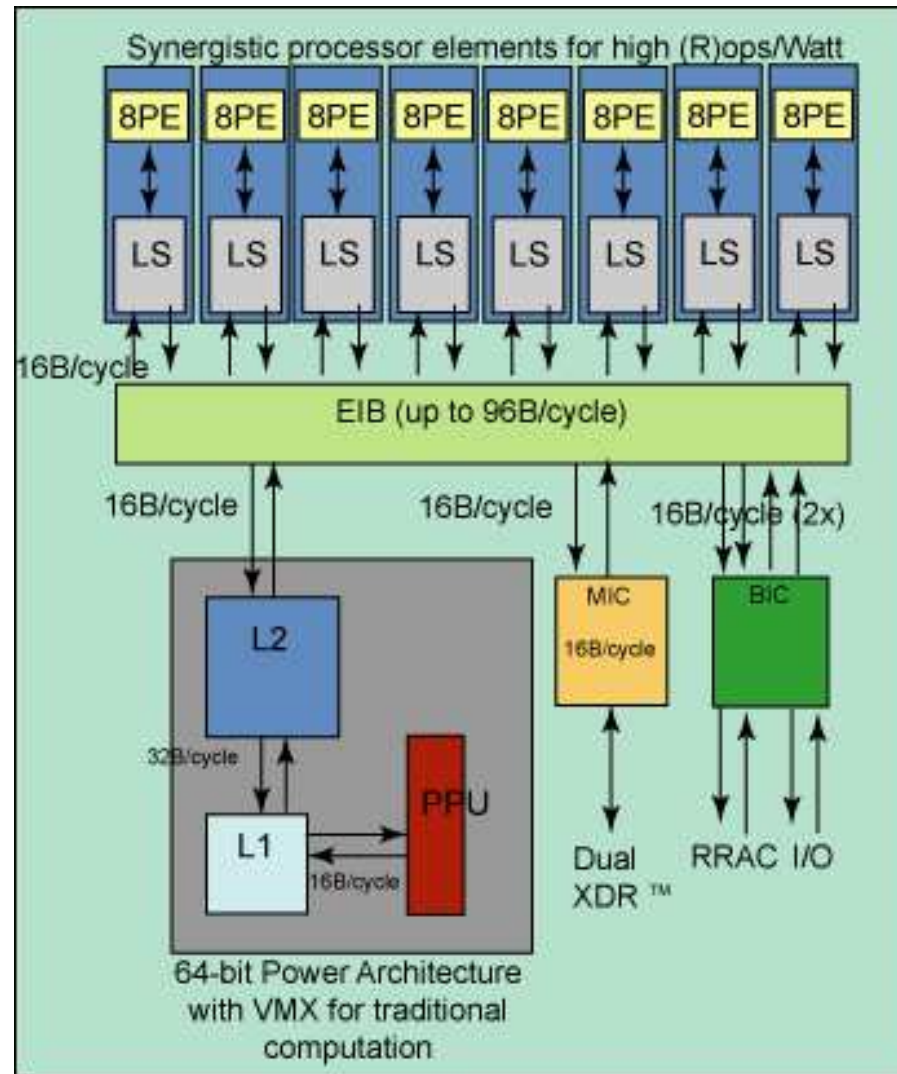 Synergistic processor elements for high (R)ops/Watt
8PE 8PE 8PE 8PE 8PE 8PE 8PE 8PE
LS LS LS LS LS LS LS LS
16B/cycle
EIB (up to 96B/cycle)
16B/cycle 16B/cycle 16B/cycle (2x)
L2
MIC
16B/cycle
BIC
32B/cycle
L1
16B/cycle
PPU
Dual
XDR ™
RRAC I/O
64-bit Power Architecture
with VMX for traditional
computation